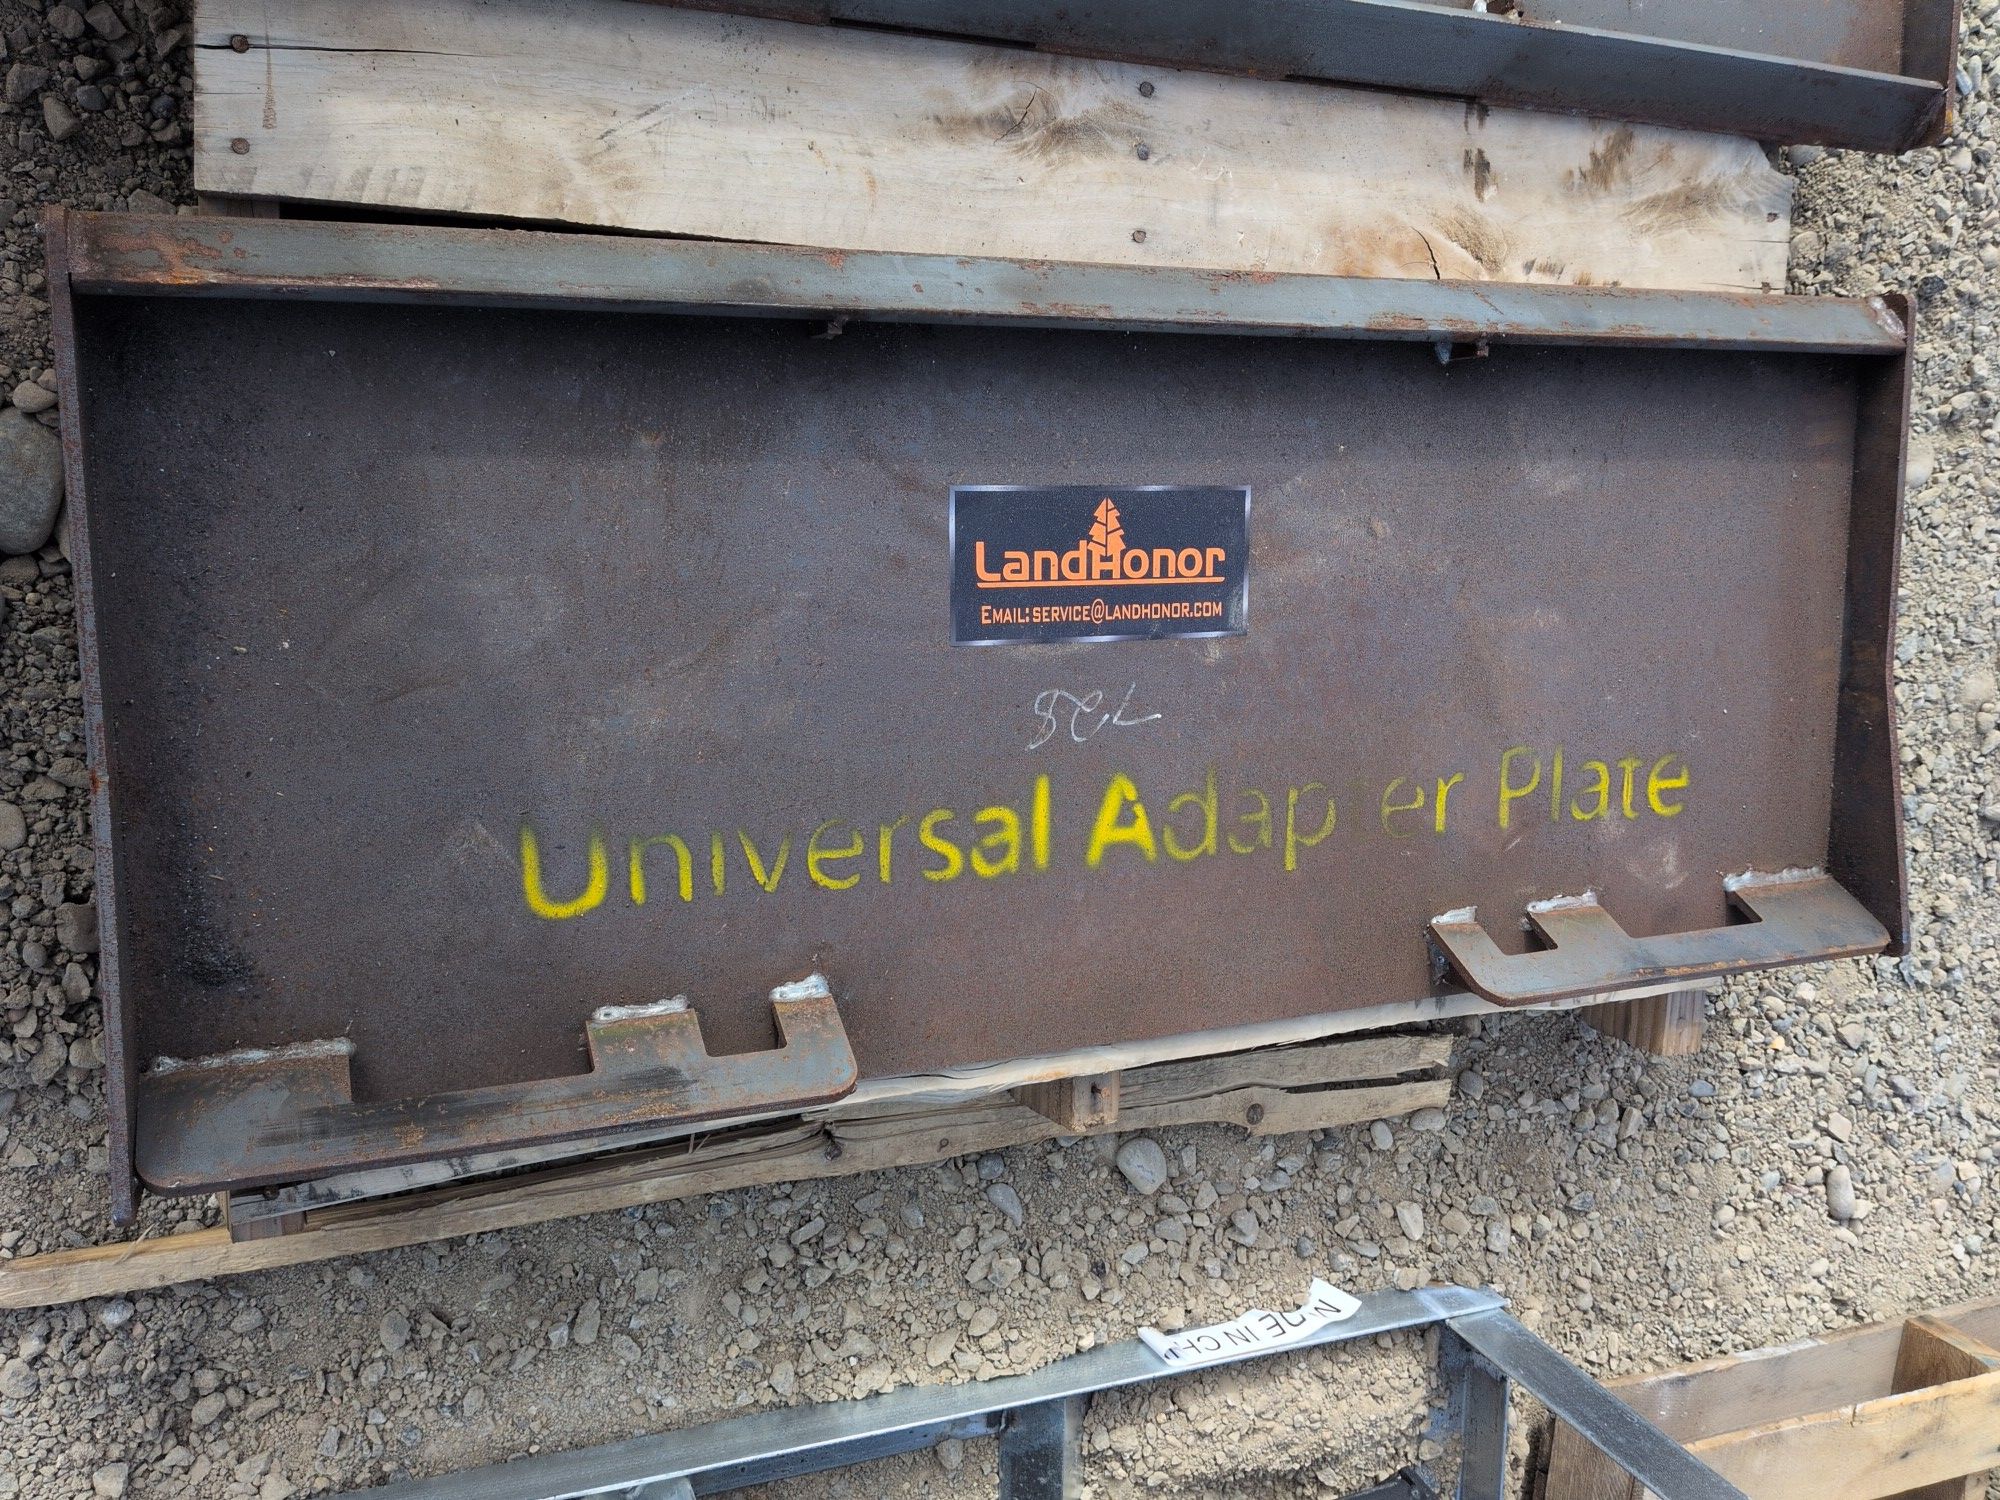 LandHonor
EMAIL: SERVICE@LANDHONOR.COM
Universal Adapter Plate